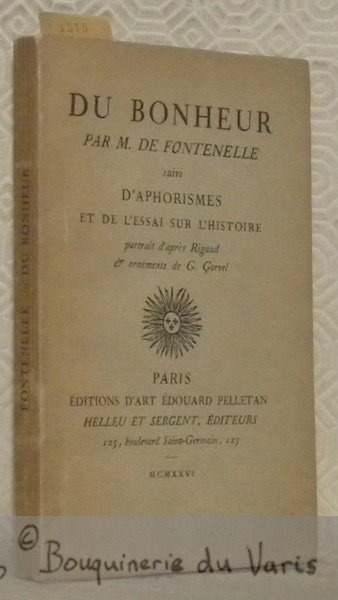 1375
DU BONHEUR
PAR M. DE FONTENELLE
suivi
D'APHORISMES
ET DE L'ESSAI SUR L'HISTOIRE
portrait d'après Rigaud
& ornements de G. Gorvel
PARIS
ÉDITIONS D'ART ÉDOUARD PELLETAN
HELLEU ET SERGENT, ÉDITEURS
125, boulevard Saint-Germain, 125
MCMXXVI
FONTENELLE — DU BONHEUR
© Bouquinerie du Varis